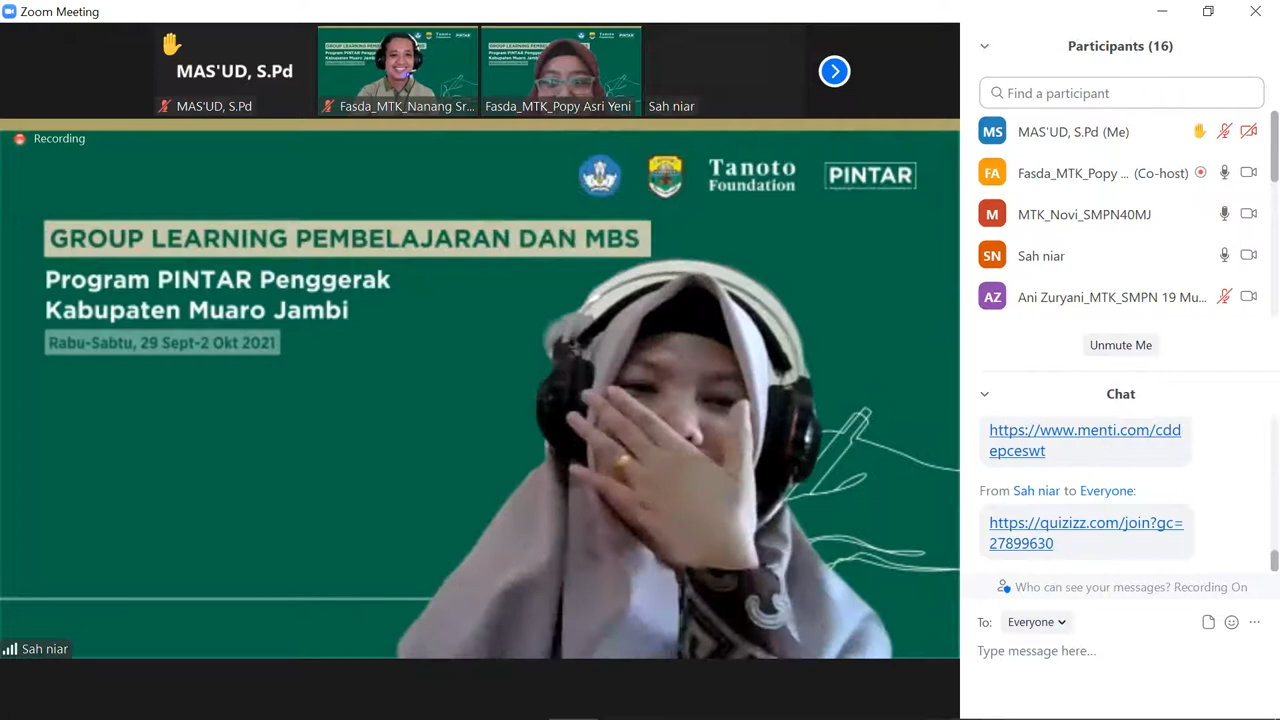 Zoom Meeting
MAS'UD, S.Pd
MAS'UD, S.Pd
Fasda_MTK_Nanang Sr...
Fasda_MTK_Popy Asri Yeni
Sah niar
Recording
Tanoto
Foundation
PINTAR
GROUP LEARNING PEMBELAJARAN DAN MBS
Program PINTAR Penggerak
Kabupaten Muaro Jambi
Rabu-Sabtu, 29 Sept-2 Okt 2021
Sah niar
Participants (16)
Find a participant
MS MAS'UD, S.Pd (Me)
FA Fasda_MTK_Popy ... (Co-host)
M MTK_Novi_SMPN40MJ
SN Sah niar
AZ Ani Zuryani_MTK_SMPN 19 Mu...
Unmute Me
Chat
https://www.menti.com/cdd
epceswt
From Sah niar to Everyone:
https://quizizz.com/join?gc=
27899630
Who can see your messages? Recording On
To: Everyone
Type message here...